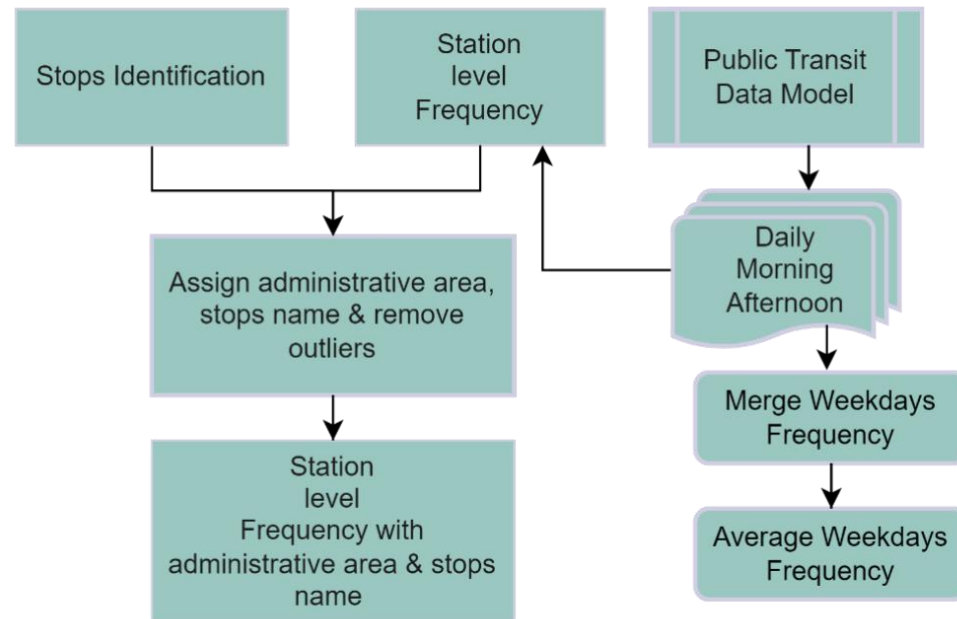 Stops Identification
Station
level
Frequency
Public Transit
Data Model
Daily
Morning
Afternoon
Assign administrative area,
stops name & remove
outliers
Merge Weekdays
Frequency
Station
level
Frequency with
administrative area & stops
name
Average Weekdays
Frequency